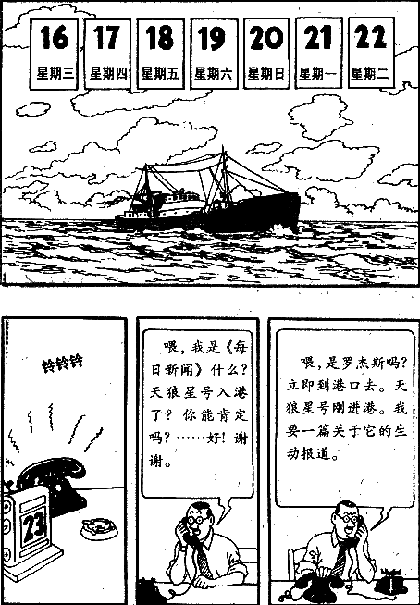 16 17 18 19 20 21 22
星期三 星期四 星期五 星期六 星期日 星期一 星期二
铃铃铃
23
喂，我是《每
日新闻》什么？
天狼星号入港
了？你能肯定
吗？……好！谢
谢。
喂，是罗杰斯吗？
立即到港口去。天
狼星号刚进港。我
要一篇关于它的生
动报道。